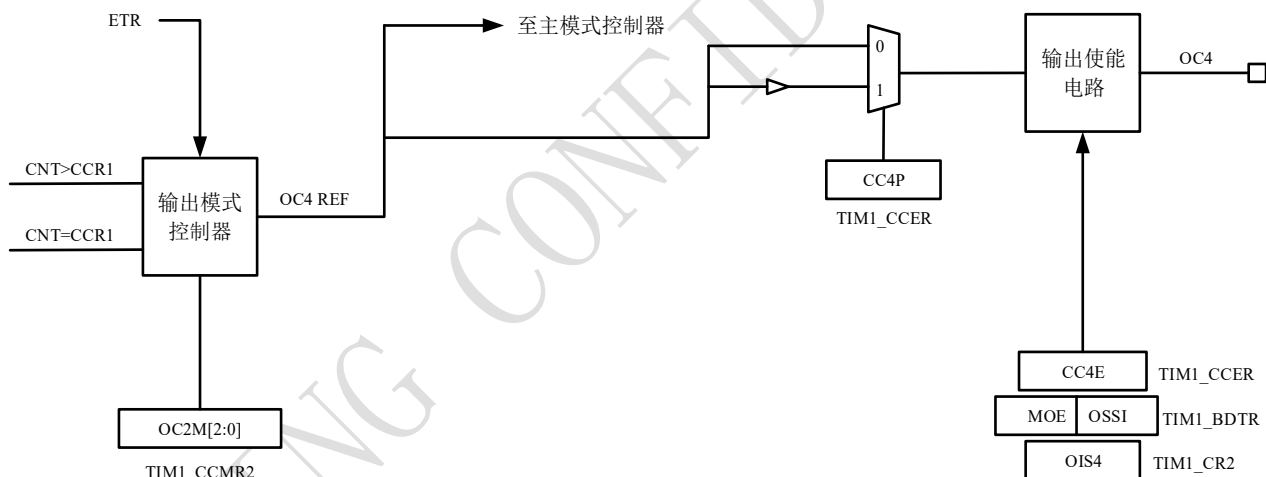 ETR
至主模式控制器
0
1
输出使能
电路
OC4
CNT>CCR1
CNT=CCR1
输出模式
控制器
OC4 REF
CC4P
TIM1_CCER
CC4E
TIM1_CCER
MOE
OSSI
TIM1_BDTR
OIS4
TIM1_CR2
OC2M[2:0]
TIM1_CCMR2
NG CONFID